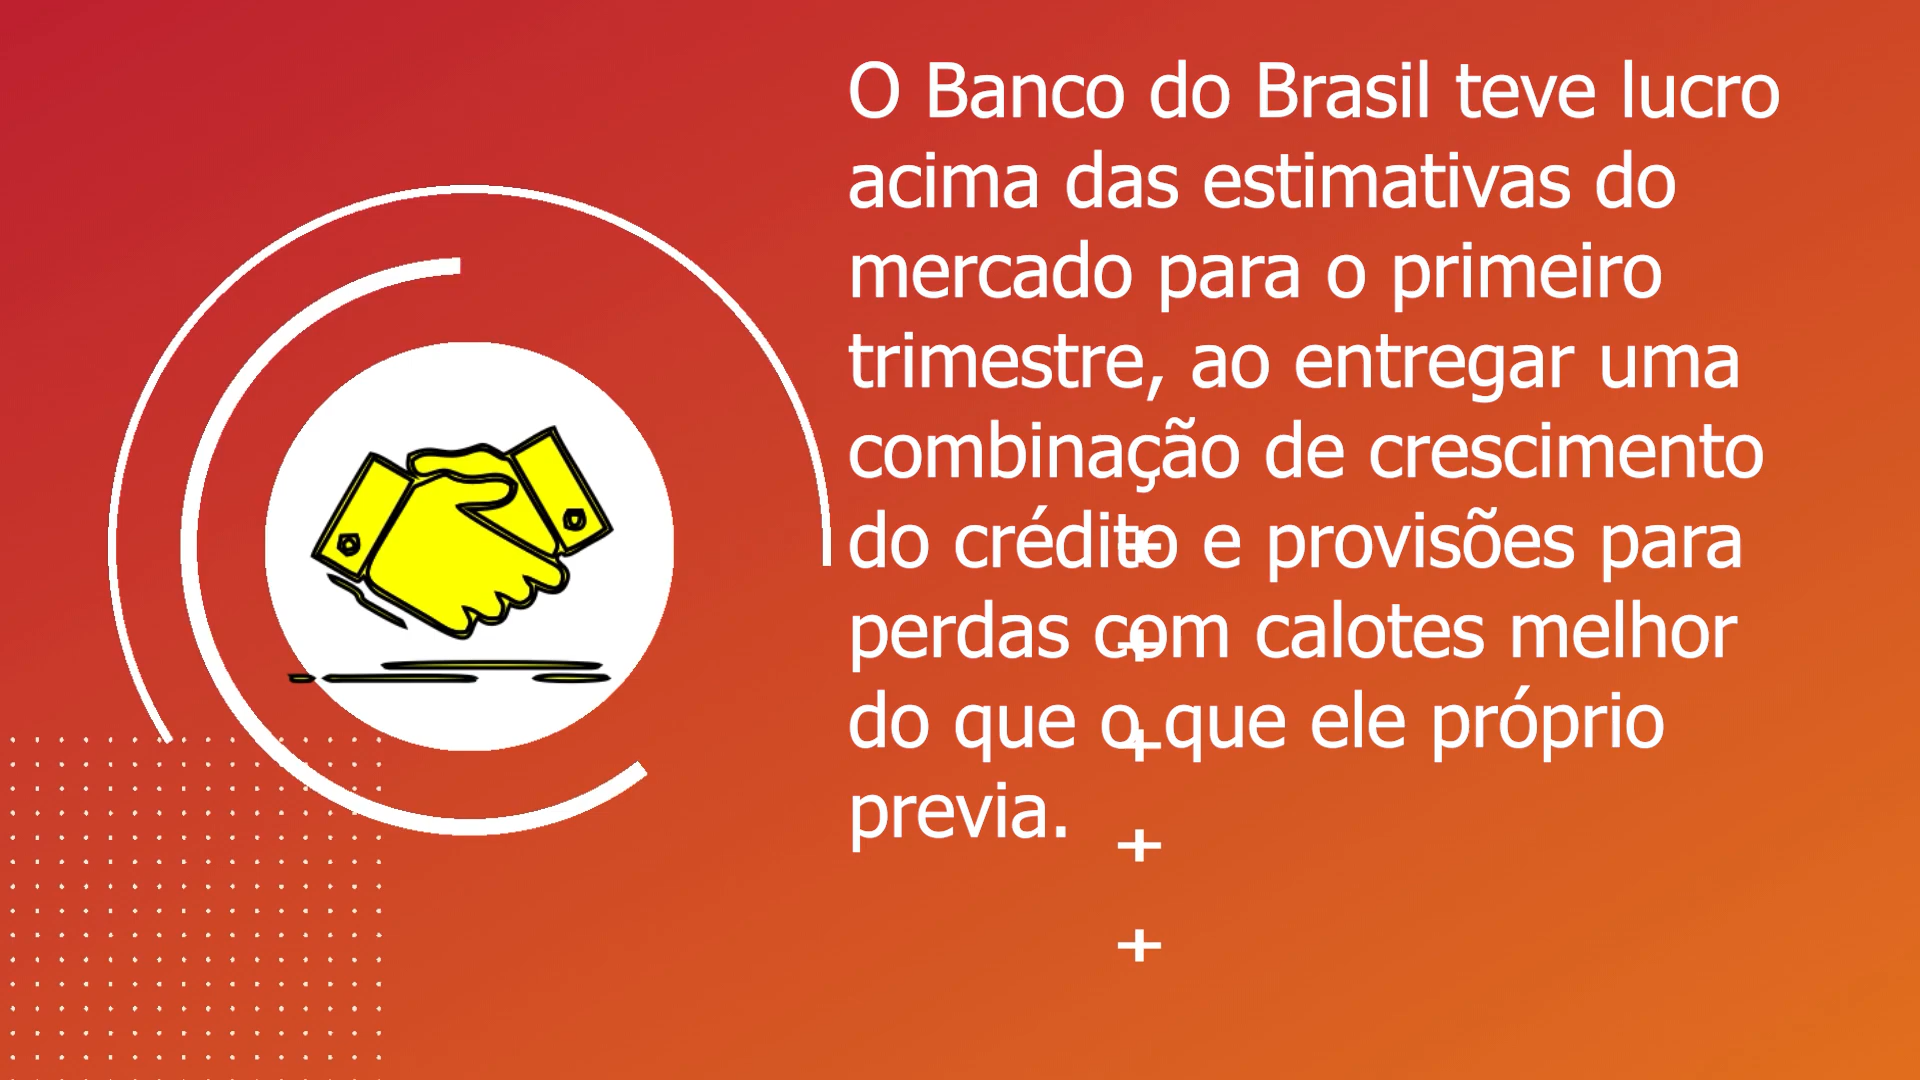 O Banco do Brasil teve lucro
acima das estimativas do
mercado para o primeiro
trimestre, ao entregar uma
combinação de crescimento
do crédito e provisões para
perdas com calotes melhor
do que o que ele próprio
previa.